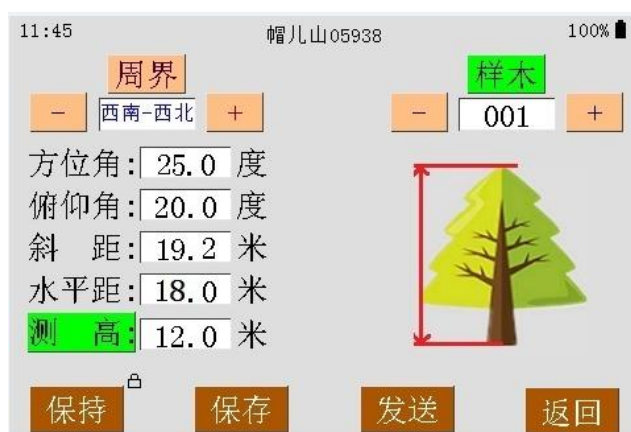 11:45 帽儿山05938 100%
周界 样木
- 西南-西北 + - 001 +
方位角: 25.0 度
俯仰角: 20.0 度
斜 距: 19.2 米
水平距: 18.0 米
测 高: 12.0 米
保持 保存 发送 返回